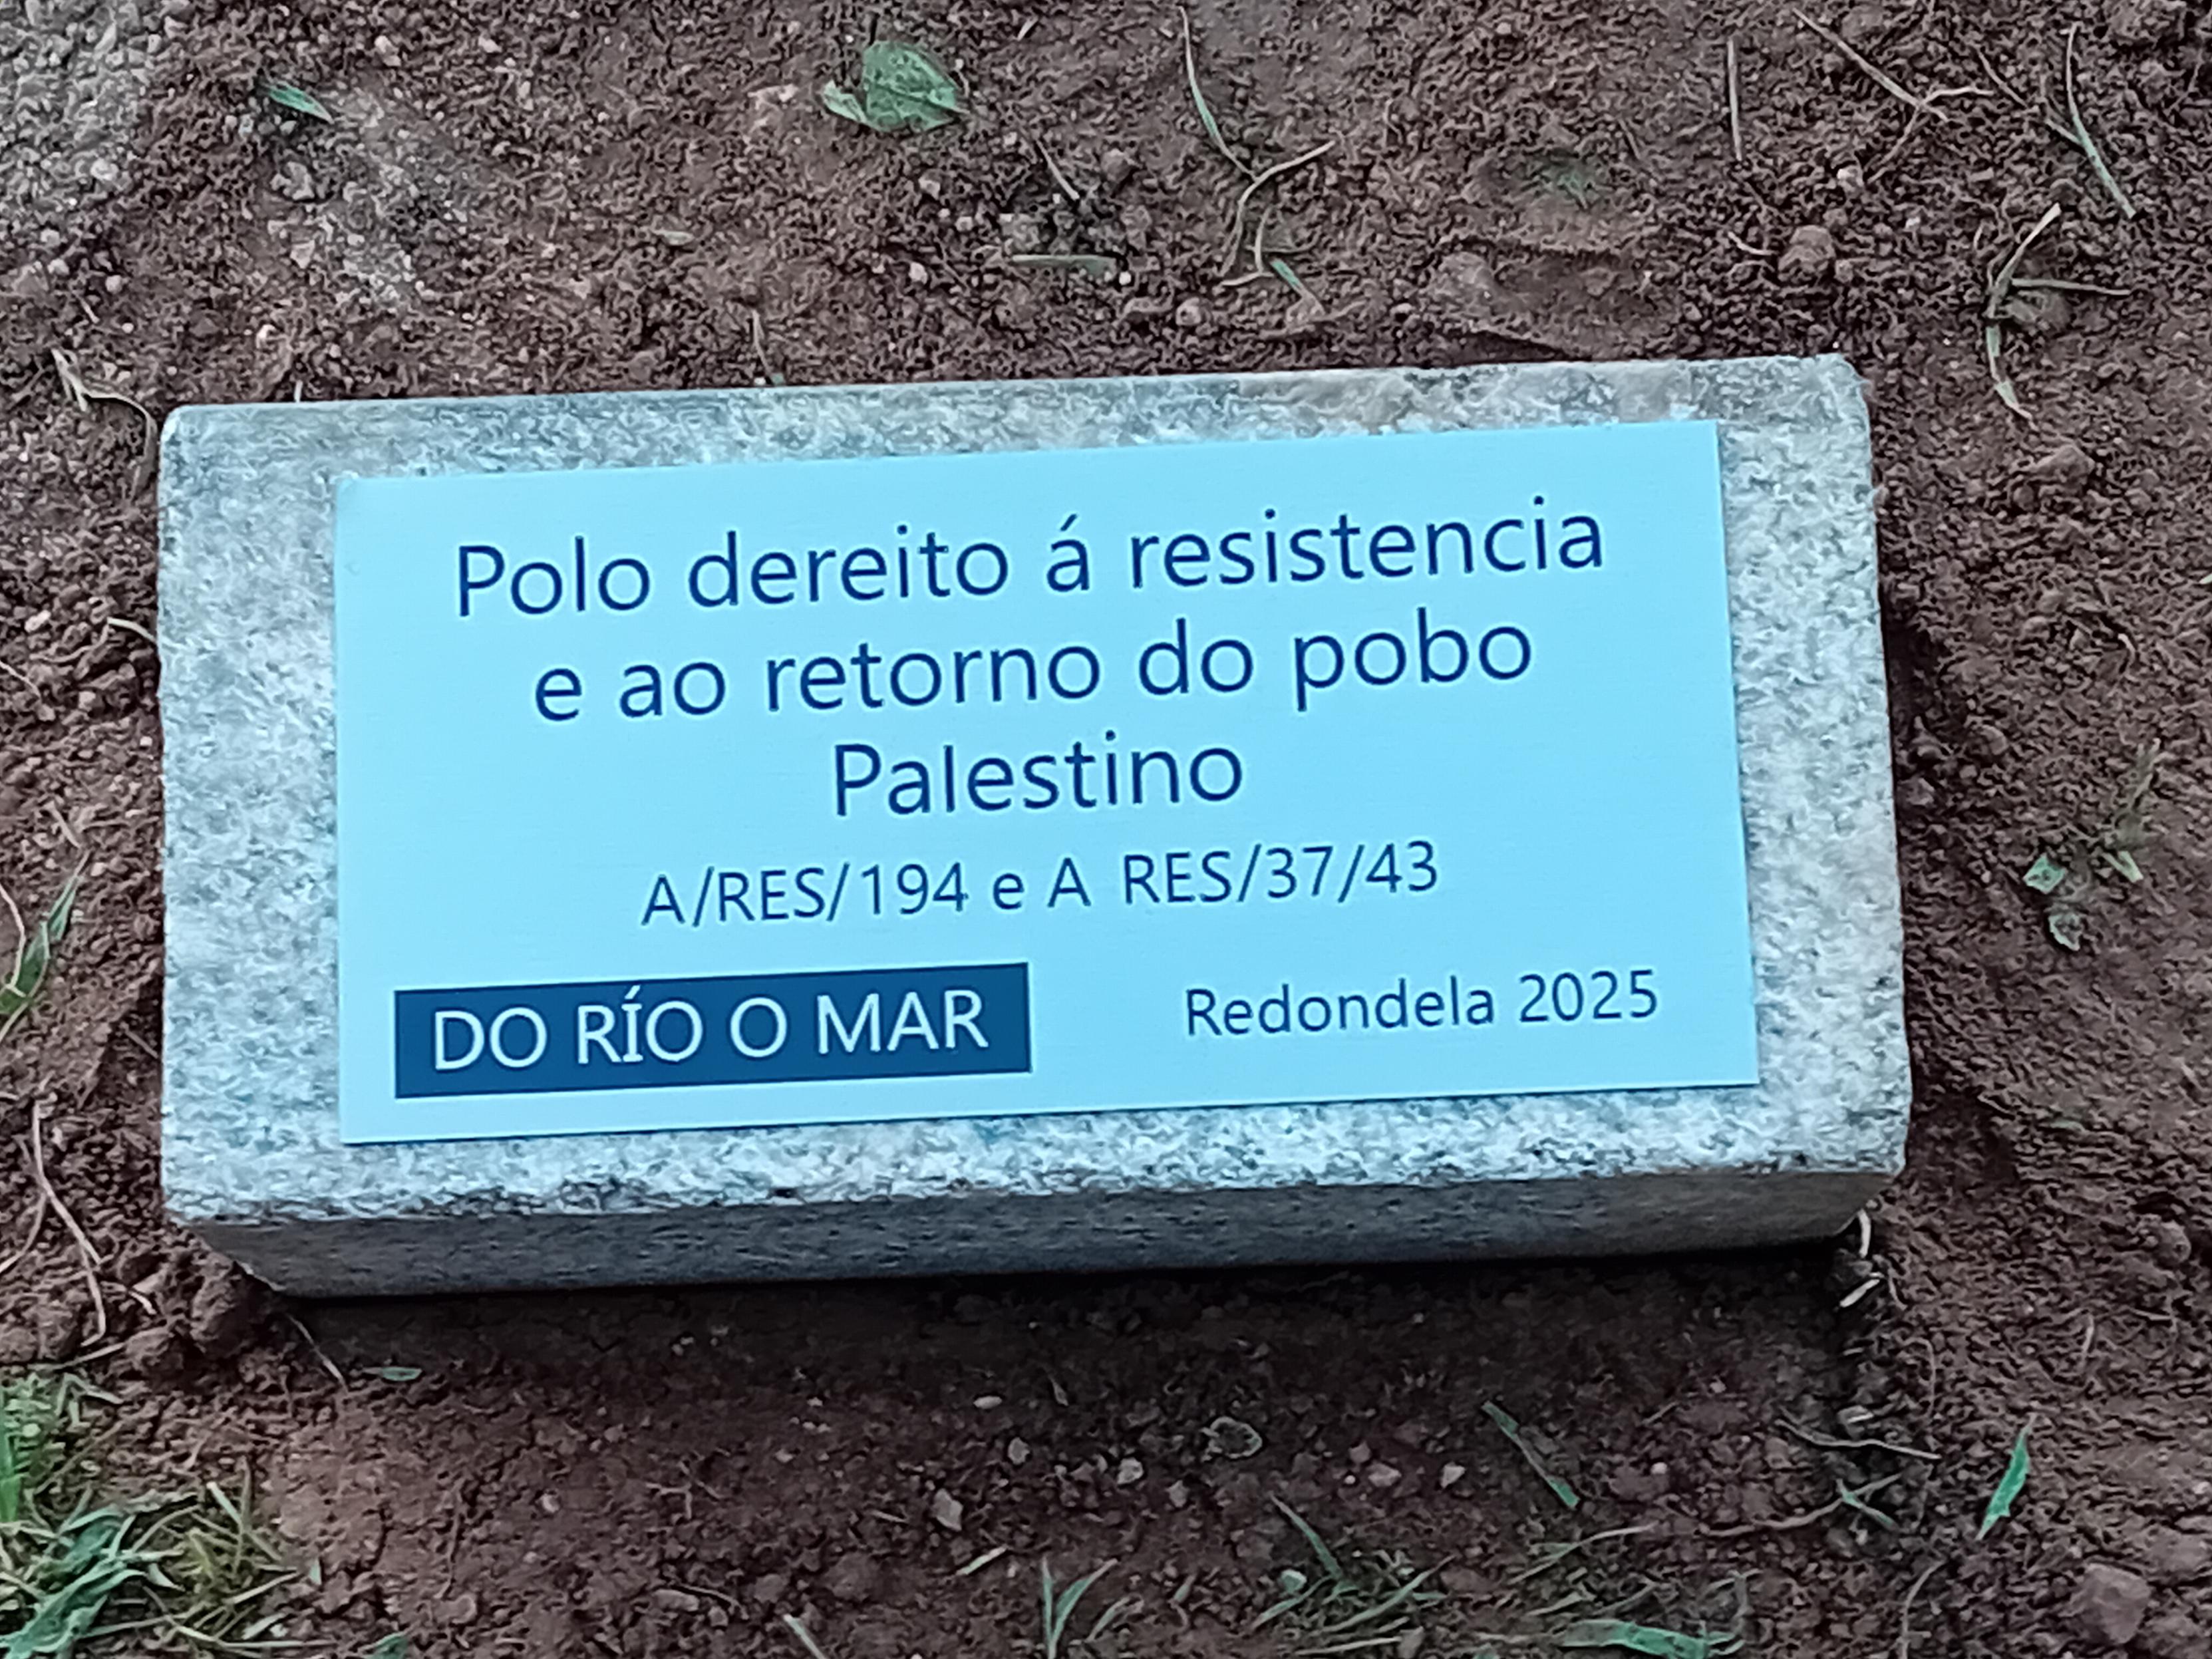 Polo dereito á resistencia
e ao retorno do pobo
Palestino
A/RES/194 e A RES/37/43
DO RÍO O MAR
Redondela 2025